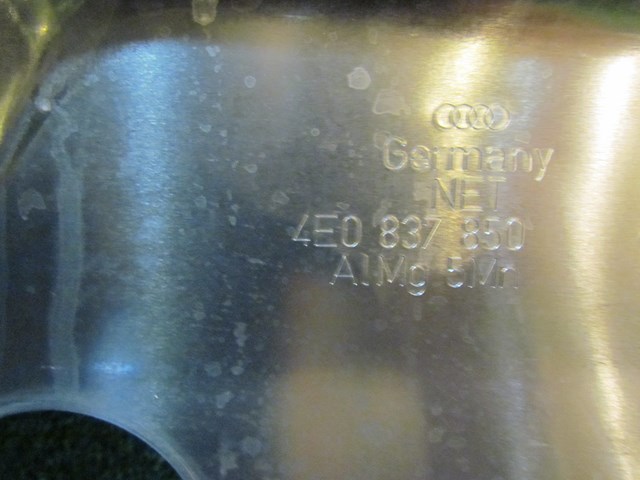 Germany
NET
4E0 837 850
AlMg 5Mn